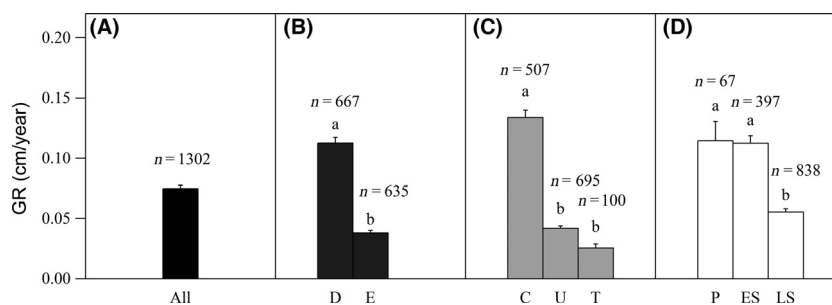 (A) (B) (C) (D)
GR (cm/year)
0.20
0.15
0.10
0.05
0.00
n = 1302
All
n = 667
a
n = 635
b
D E
n = 507
a
n = 695
b
n = 100
b
C U T
n = 67
a
n = 397
a
n = 838
b
P ES LS